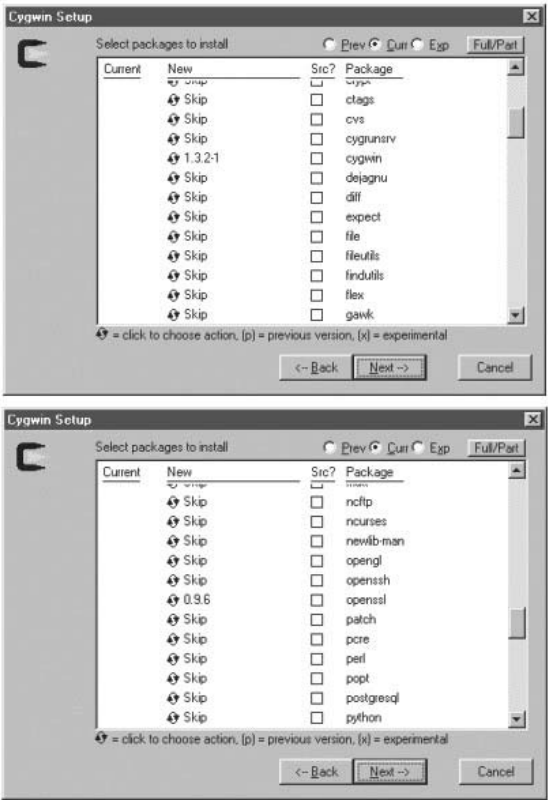 Cygwin Setup
Select packages to install Prev Curr Exp Full/Part
Current New Src? Package
Skip crypt
Skip ctags
Skip cvs
Skip cygrunsrv
1.3.2-1 cygwin
Skip dejagnu
Skip diff
Skip expect
Skip file
Skip fileutils
Skip findutils
Skip flex
Skip gawk
= click to choose action, (p) = previous version, (x) = experimental
<-- Back Next --> Cancel
Cygwin Setup
Select packages to install Prev Curr Exp Full/Part
Current New Src? Package
Skip ncftp
Skip ncurses
Skip newlib-man
Skip opengl
Skip openssh
0.9.6 openssl
Skip patch
Skip pcre
Skip perl
Skip popt
Skip postgresql
Skip python
= click to choose action, (p) = previous version, (x) = experimental
<-- Back Next --> Cancel